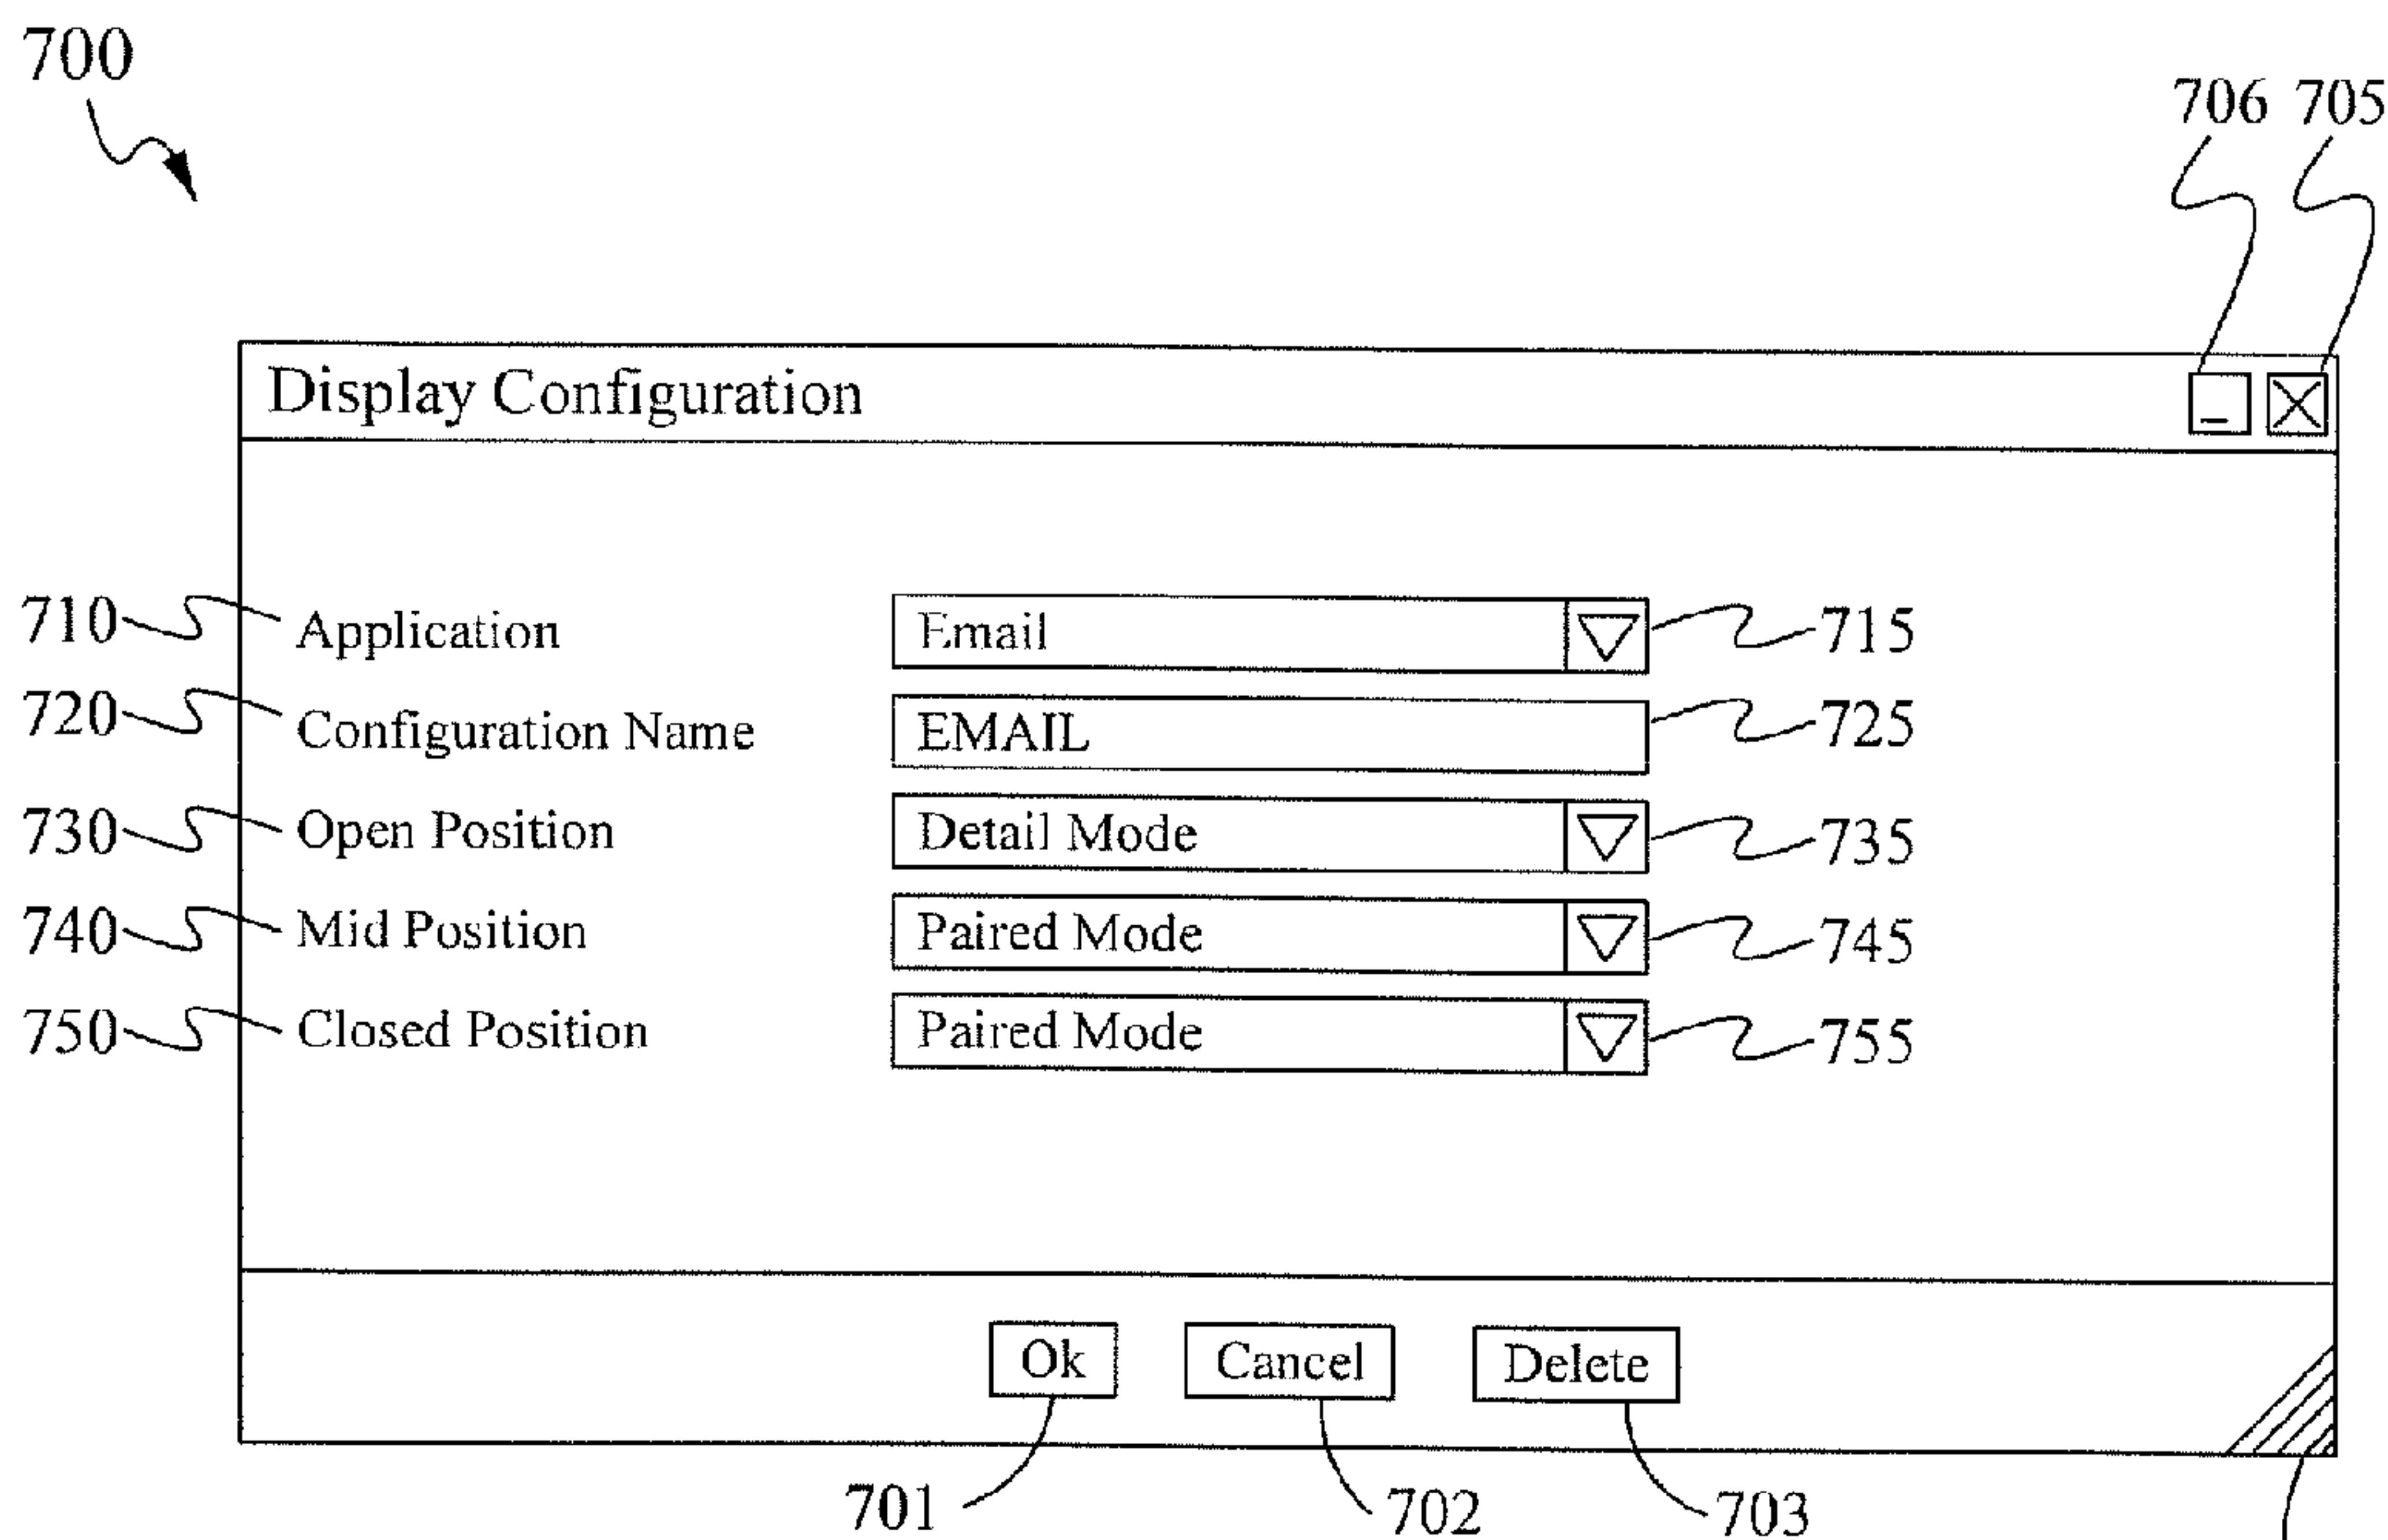 700
706 705
Display Configuration
710 Application Email 715
720 Configuration Name EMAIL 725
730 Open Position Detail Mode 735
740 Mid Position Paired Mode 745
750 Closed Position Paired Mode 755
Ok Cancel Delete
701 702 703